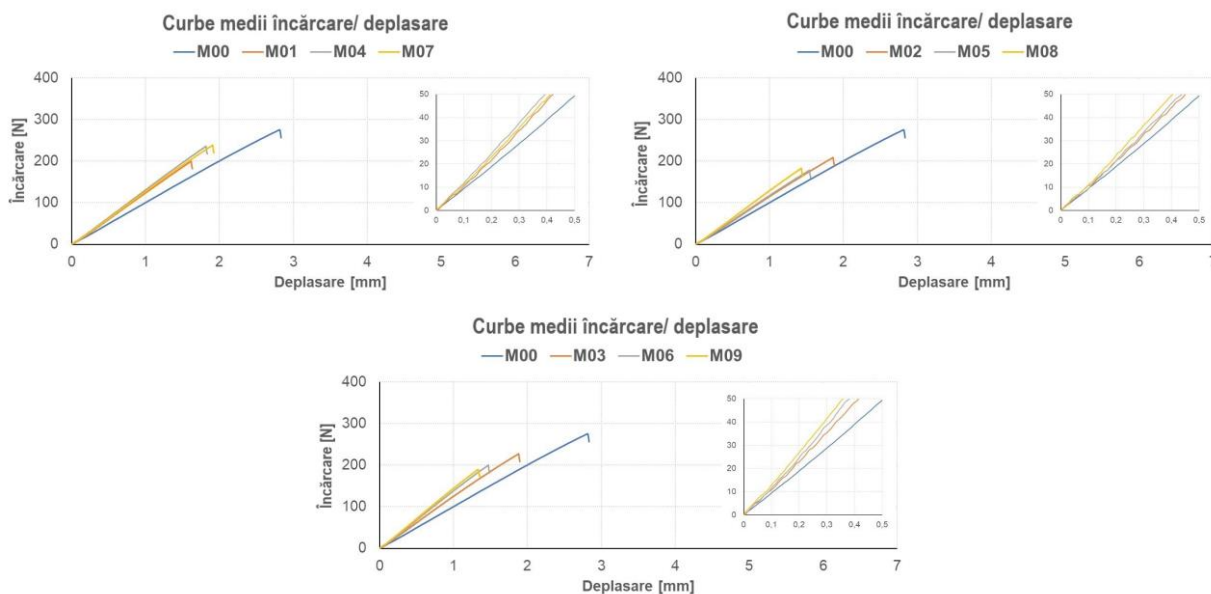 Curbe medii încărcare/ deplasare
M00 M01 M04 M07
Încărcare [N]
400
300
200
100
0
0 1 2 3 4 5 6 7
Deplasare [mm]
50
40
30
20
10
0
0 0,1 0,2 0,3 0,4 0,5
Curbe medii încărcare/ deplasare
M00 M02 M05 M08
Încărcare [N]
400
300
200
100
0
0 1 2 3 4 5 6 7
Deplasare [mm]
50
40
30
20
10
0
0 0,1 0,2 0,3 0,4 0,5
Curbe medii încărcare/ deplasare
M00 M03 M06 M09
Încărcare [N]
400
300
200
100
0
0 1 2 3 4 5 6 7
Deplasare [mm]
50
40
30
20
10
0
0 0,1 0,2 0,3 0,4 0,5